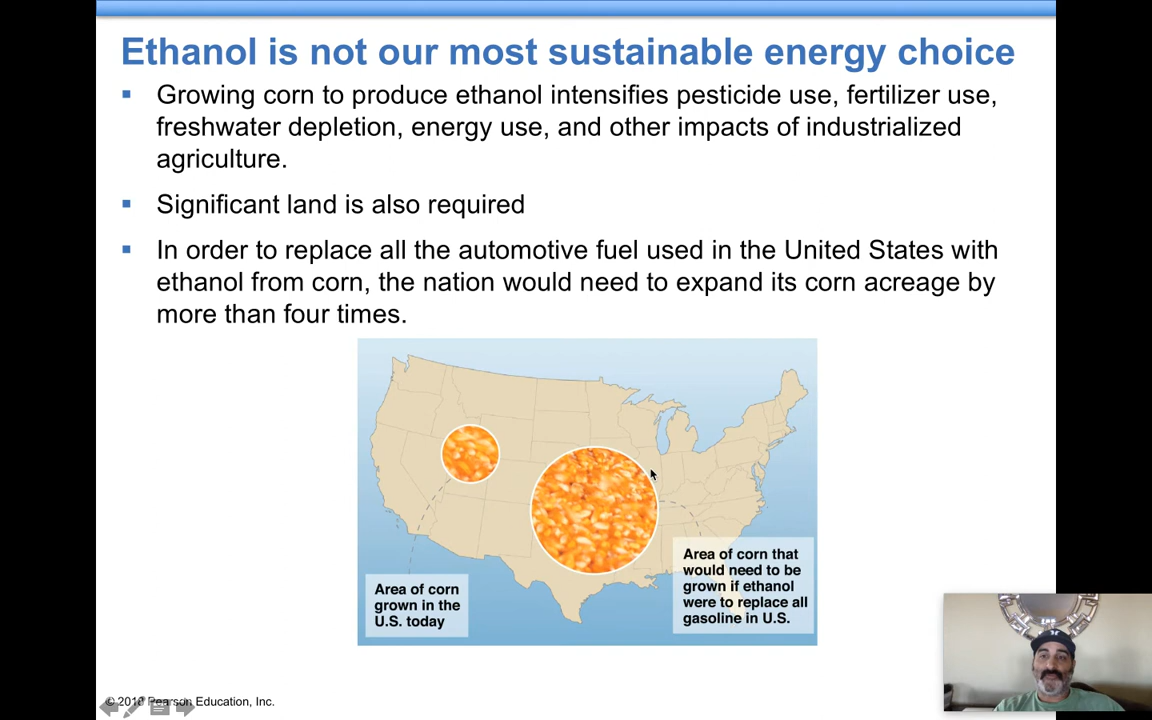 Ethanol is not our most sustainable energy choice
Growing corn to produce ethanol intensifies pesticide use, fertilizer use,
freshwater depletion, energy use, and other impacts of industrialized
agriculture.
Significant land is also required
In order to replace all the automotive fuel used in the United States with
ethanol from corn, the nation would need to expand its corn acreage by
more than four times.
Area of corn
grown in the
U.S. today
Area of corn that
would need to be
grown if ethanol
were to replace all
gasoline in U.S.
© 2018 Pearson Education, Inc.